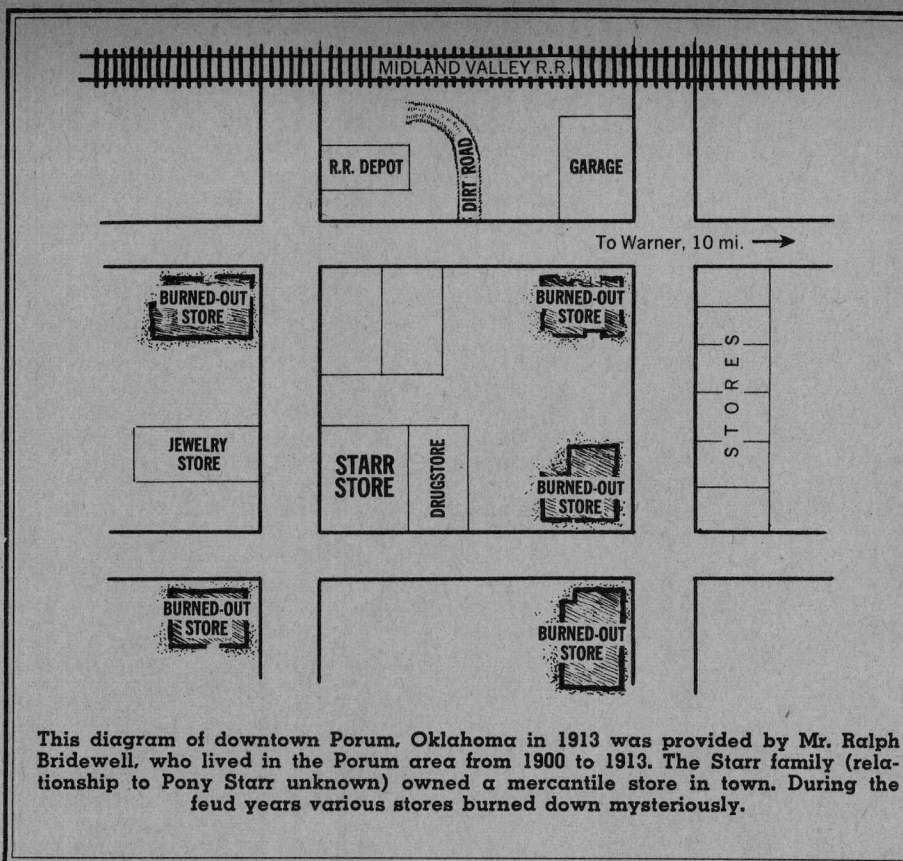 MIDLAND VALLEY R.R.
R.R. DEPOT
DIRT ROAD
GARAGE
To Warner, 10 mi.
BURNED-OUT
STORE
BURNED-OUT
STORE
STORES
JEWELRY
STORE
STARR
STORE
DRUGSTORE
BURNED-OUT
STORE
BURNED-OUT
STORE
BURNED-OUT
STORE
This diagram of downtown Porum, Oklahoma in 1913 was provided by Mr. Ralph
Bridewell, who lived in the Porum area from 1900 to 1913. The Starr family (rela-
tionship to Pony Starr unknown) owned a mercantile store in town. During the
feud years various stores burned down mysteriously.